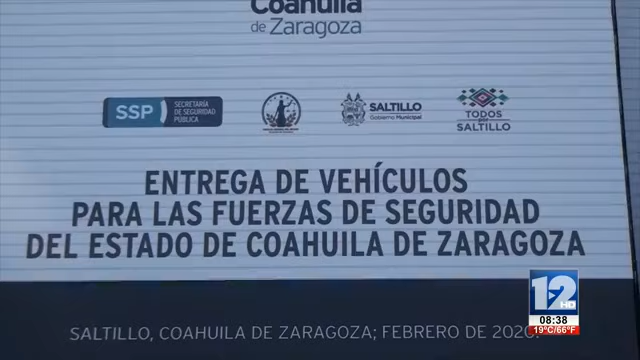 Coahuila
de Zaragoza
SSP
SECRETARÍA
DE SEGURIDAD
PÚBLICA
SALTILLO
Gobierno Municipal
TODOS
por
SALTILLO
ENTREGA DE VEHÍCULOS
PARA LAS FUERZAS DE SEGURIDAD
DEL ESTADO DE COAHUILA DE ZARAGOZA
SALTILLO, COAHUILA DE ZARAGOZA; FEBRERO DE 2020.
12
HD
08:38
19°C/66°F